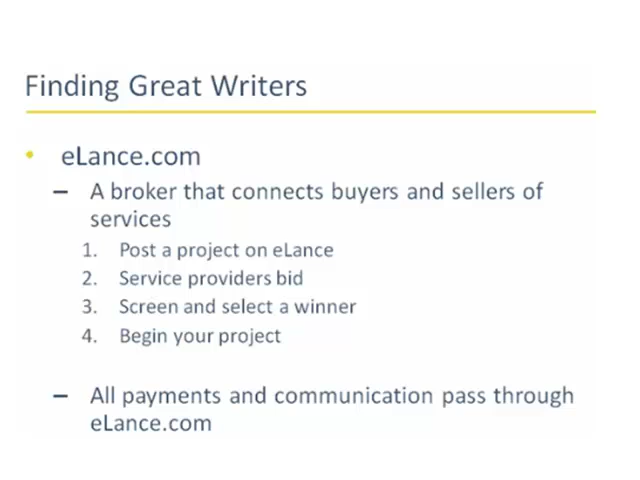 Finding Great Writers
• eLance.com
– A broker that connects buyers and sellers of
services
1. Post a project on eLance
2. Service providers bid
3. Screen and select a winner
4. Begin your project
– All payments and communication pass through
eLance.com